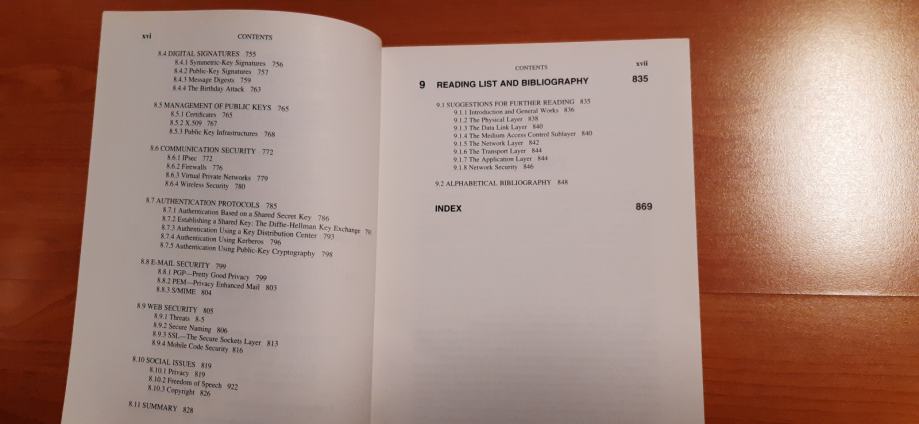 xvi CONTENTS
8.4 DIGITAL SIGNATURES 755
8.4.1 Symmetric-Key Signatures 756
8.4.2 Public-Key Signatures 757
8.4.3 Message Digests 759
8.4.4 The Birthday Attack 763
8.5 MANAGEMENT OF PUBLIC KEYS 765
8.5.1 Certificates 765
8.5.2 X.509 767
8.5.3 Public Key Infrastructures 768
8.6 COMMUNICATION SECURITY 772
8.6.1 IPsec 772
8.6.2 Firewalls 776
8.6.3 Virtual Private Networks 779
8.6.4 Wireless Security 780
8.7 AUTHENTICATION PROTOCOLS 785
8.7.1 Authentication Based on a Shared Secret Key 786
8.7.2 Establishing a Shared Key: The Diffie-Hellman Key Exchange
8.7.3 Authentication Using a Key Distribution Center 793
8.7.4 Authentication Using Kerberos 796
8.7.5 Authentication Using Public-Key Cryptography 798
8.8 E-MAIL SECURITY 799
8.8.1 PGP—Pretty Good Privacy 799
8.8.2 PEM—Privacy Enhanced Mail 803
8.8.3 S/MIME 804
8.9 WEB SECURITY 805
8.9.1 Threats 8-5
8.9.2 Secure Naming 806
8.9.3 SSL—The Secure Sockets Layer 813
8.9.4 Mobile Code Security 816
8.10 SOCIAL ISSUES 819
8.10.1 Privacy 819
8.10.2 Freedom of Speech 922
8.10.3 Copyright 826
8.11 SUMMARY 828
CONTENTS xvii
9 READING LIST AND BIBLIOGRAPHY 835
9.1 SUGGESTIONS FOR FURTHER READING 835
9.1.1 Introduction and General Works 836
9.1.2 The Physical Layer 838
9.1.3 The Data Link Layer 840
9.1.4 The Medium Access Control Sublayer 840
9.1.5 The Network Layer 842
9.1.6 The Transport Layer 844
9.1.7 The Application Layer 844
9.1.8 Network Security 846
9.2 ALPHABETICAL BIBLIOGRAPHY 848
INDEX 869